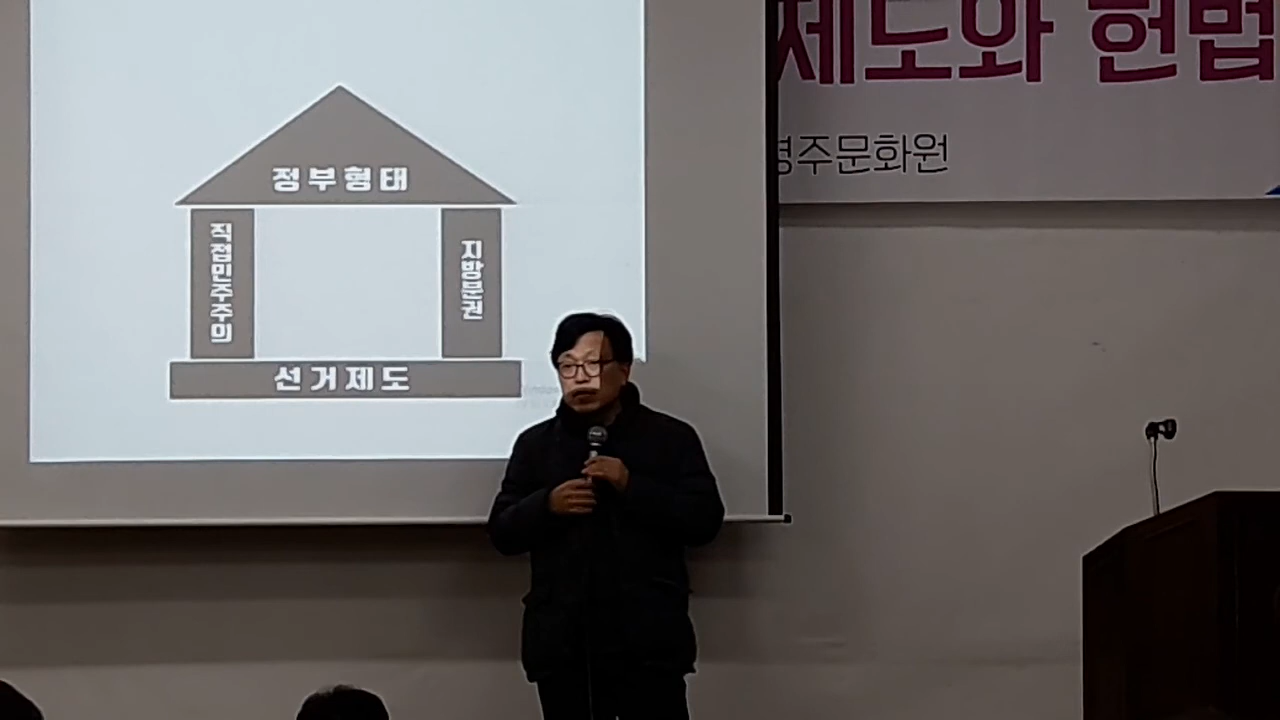 제도와 헌법
경주문화원
정부형태
직접민주주의
지방분권
선거제도